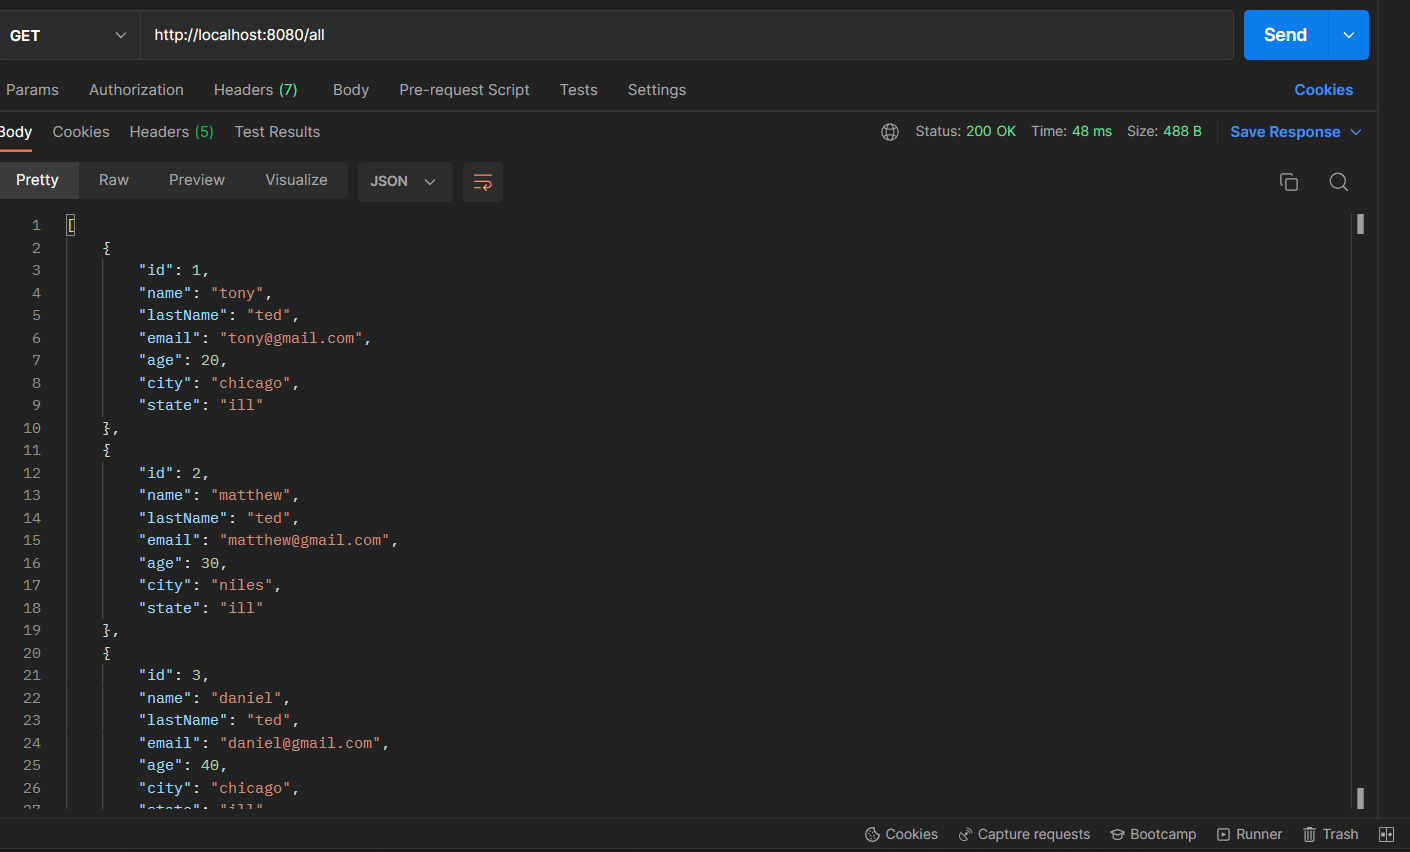 GET http://localhost:8080/all Send
Params Authorization Headers (7) Body Pre-request Script Tests Settings Cookies
Body Cookies Headers (5) Test Results Status: 200 OK Time: 48 ms Size: 488 B Save Response
Pretty Raw Preview Visualize JSON
1 [
2 {
3 "id": 1,
4 "name": "tony",
5 "lastName": "ted",
6 "email": "tony@gmail.com",
7 "age": 20,
8 "city": "chicago",
9 "state": "ill"
10 },
11 {
12 "id": 2,
13 "name": "matthew",
14 "lastName": "ted",
15 "email": "matthew@gmail.com",
16 "age": 30,
17 "city": "niles",
18 "state": "ill"
19 },
20 {
21 "id": 3,
22 "name": "daniel",
23 "lastName": "ted",
24 "email": "daniel@gmail.com",
25 "age": 40,
26 "city": "chicago",
27 "state": "ill"
Cookies Capture requests Bootcamp Runner Trash